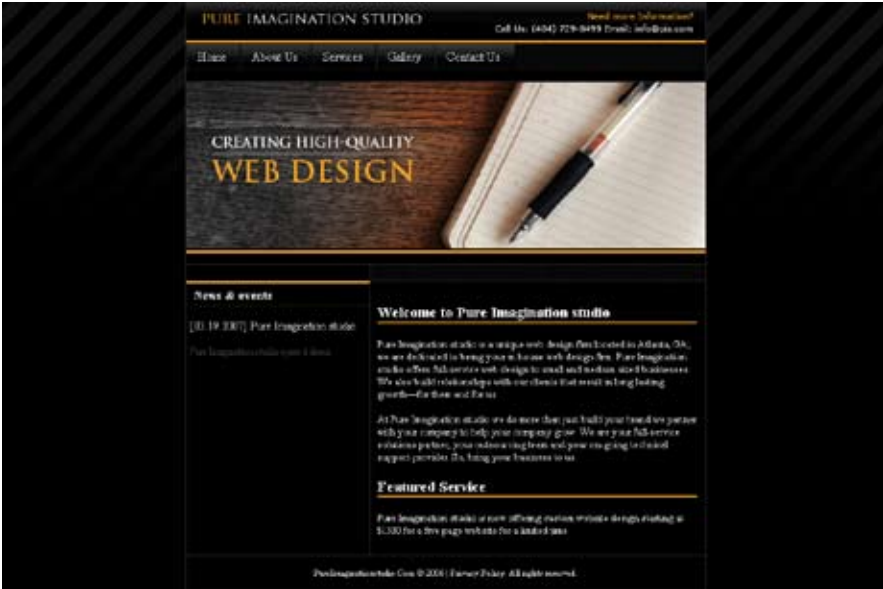 PURE IMAGINATION STUDIO
Need more Information?
Call Us: (404) 729-8499 Email:
Home About Us Services Gallery Contact Us
CREATING HIGH-QUALITY
WEB DESIGN
News & events
Pure Imagination studio
Welcome to Pure Imagination studio
Pure Imagination studio is a unique web design firm located in Atlanta, GA,
we are dedicated to being your in house web design firm. Pure Imagination
studio offers full-service web design to small and medium sized businesses.
We also build relationships with our clients that result in long lasting
growth—for them and for us
At Pure Imagination studio we do more than just build your brand we partner
with your company to help your company grow. We are your full-service
solutions partner, your outsourcing team and your on-going technical
support provider. So, bring your business to us.
Featured Service
Pure Imagination studio is now offering custom website design starting at
for a five page website for a limited time
Pureimaginationstudio Com © | Privacy Policy All rights reserved.